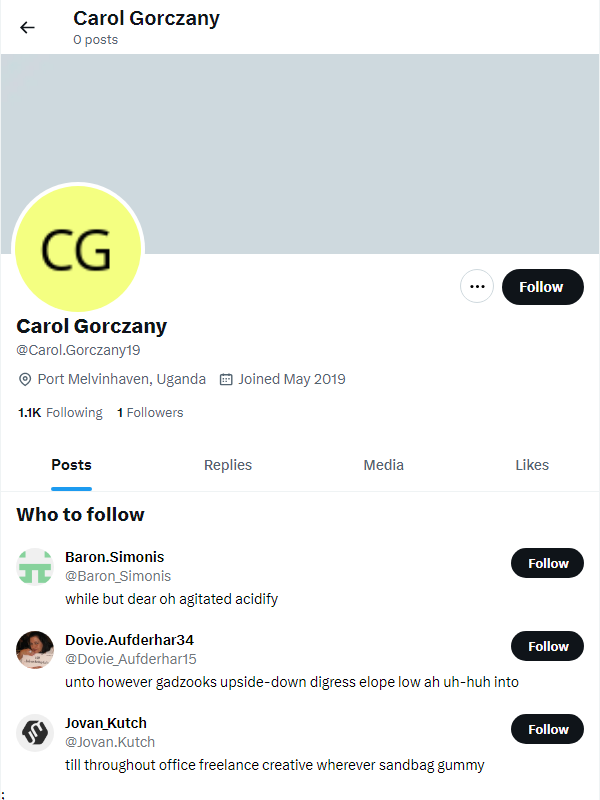 Carol Gorczany
0 posts
CG
Follow
Carol Gorczany
@Carol.Gorczany19
Port Melvinhaven, Uganda Joined May 2019
1.1K Following 1 Followers
Posts Replies Media Likes
Who to follow
Baron.Simonis
@Baron_Simonis
Follow
while but dear oh agitated acidify
Dovie.Aufderhar34
@Dovie_Aufderhar15
Follow
unto however gadzooks upside-down digress elope low ah uh-huh into
Jovan_Kutch
@Jovan.Kutch
Follow
till throughout office freelance creative wherever sandbag gummy
;